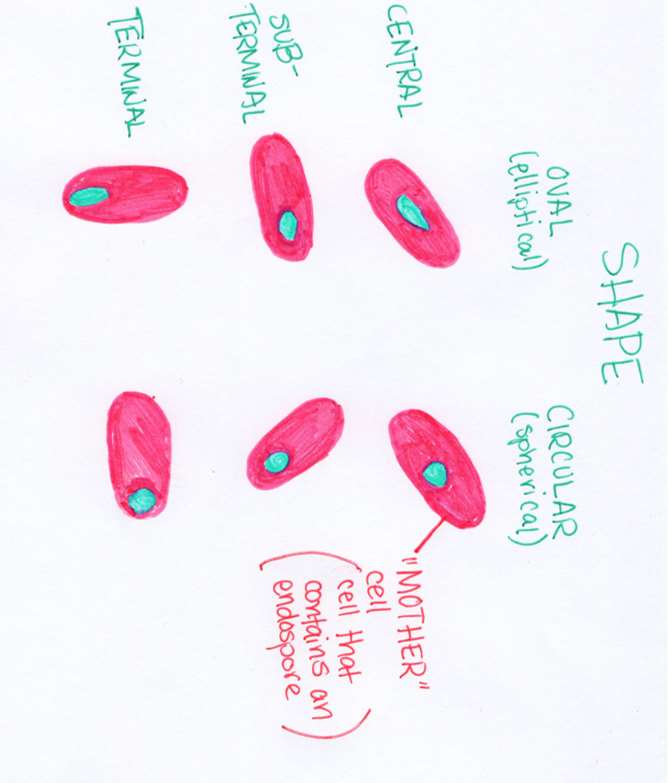 SHAPE
OVAL
(elliptical)
CIRCULAR
(spherical)
CENTRAL
SUB-
TERMINAL
TERMINAL
"MOTHER"
cell
(cell that
contains an
endospore)